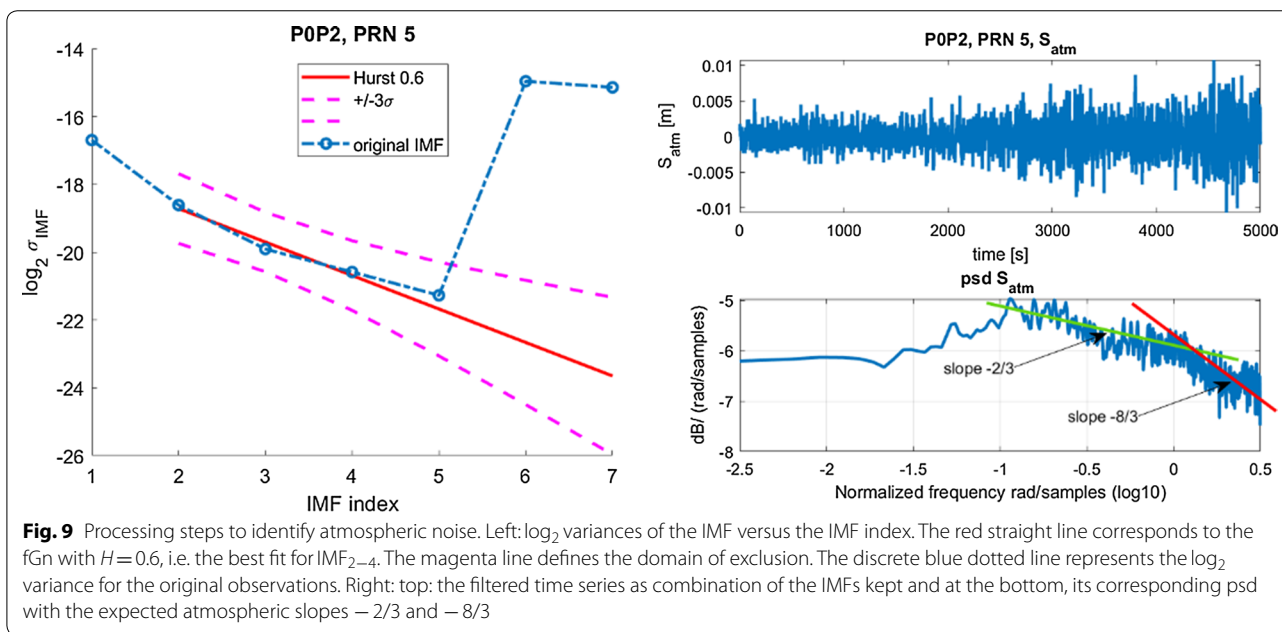 P0P2, PRN 5
-14
-16
-18
-20
-22
-24
-26
log₂ σ_IMF
Hurst 0.6
+/-3σ
original IMF
1 2 3 4 5 6 7
IMF index
P0P2, PRN 5, S_atm
0.01
0.005
0
-0.005
-0.01
S_atm [m]
0 1000 2000 3000 4000 5000
time [s]
psd S_atm
-5
-6
-7
-8
dB/ (rad/samples)
slope -2/3
slope -8/3
-2.5 -2 -1.5 -1 -0.5 0 0.5
Normalized frequency rad/samples (log10)
Fig. 9 Processing steps to identify atmospheric noise. Left: log₂ variances of the IMF versus the IMF index. The red straight line corresponds to the
fGn with H = 0.6, i.e. the best fit for IMF₂₋₄. The magenta line defines the domain of exclusion. The discrete blue dotted line represents the log₂
variance for the original observations. Right: top: the filtered time series as combination of the IMFs kept and at the bottom, its corresponding psd
with the expected atmospheric slopes − 2/3 and − 8/3